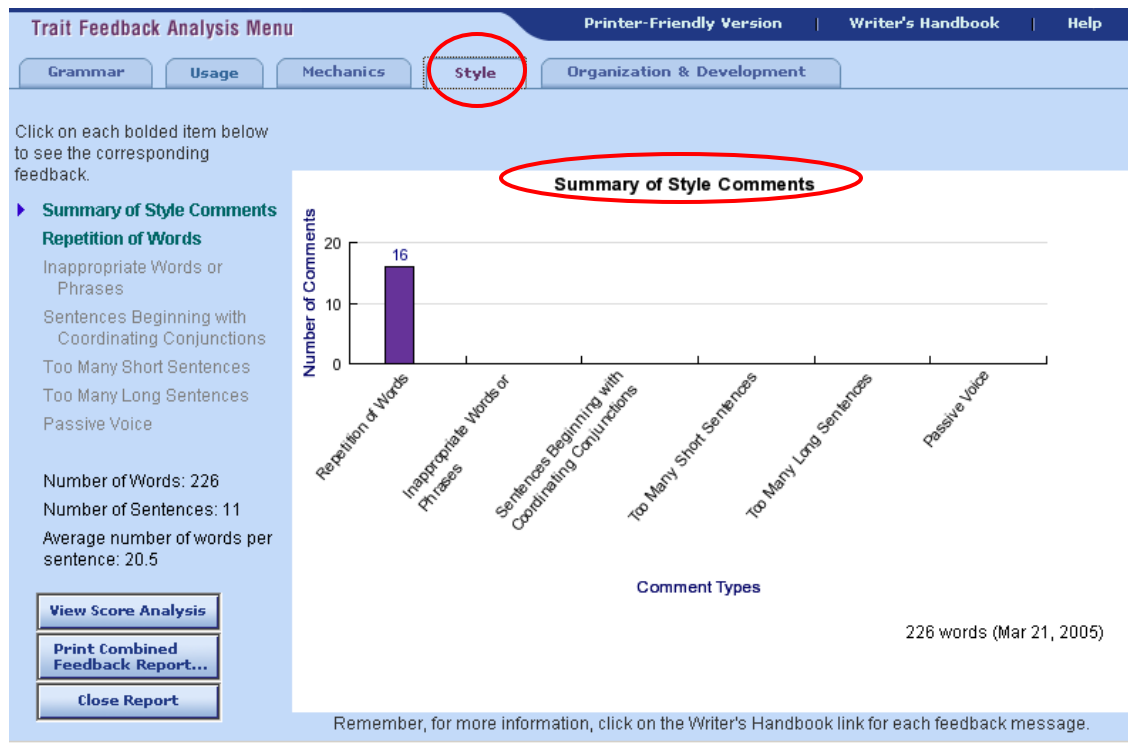 Trait Feedback Analysis Menu
Printer-Friendly Version | Writer's Handbook | Help
Grammar
Usage
Mechanics
Style
Organization & Development
Click on each bolded item below
to see the corresponding
feedback.
Summary of Style Comments
Repetition of Words
Inappropriate Words or
Phrases
Sentences Beginning with
Coordinating Conjunctions
Too Many Short Sentences
Too Many Long Sentences
Passive Voice
Number of Words: 226
Number of Sentences: 11
Average number of words per
sentence: 20.5
View Score Analysis
Print Combined
Feedback Report...
Close Report
Summary of Style Comments
Number of Comments
20
10
0
16
Repetition of Words
Inappropriate Words or
Phrases
Sentences Beginning with
Coordinating Conjunctions
Too Many Short Sentences
Too Many Long Sentences
Passive Voice
Comment Types
226 words (Mar 21, 2005)
Remember, for more information, click on the Writer's Handbook link for each feedback message.